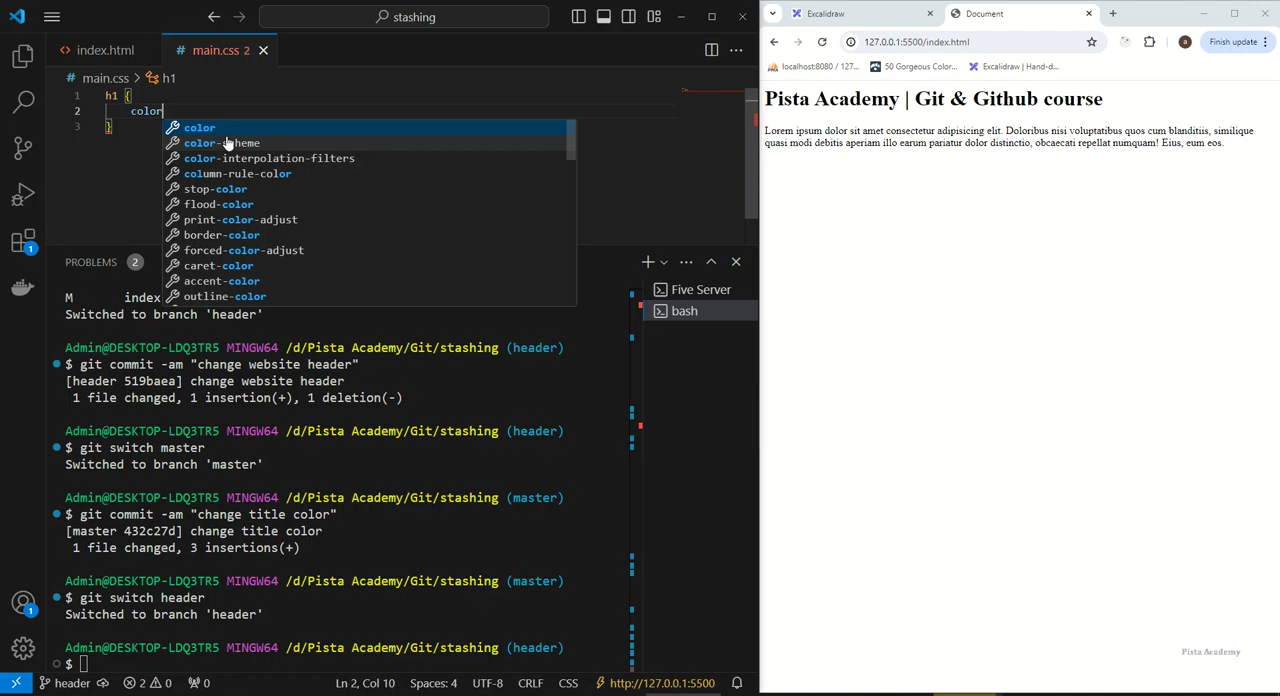 stashing
Excalidraw
Document
index.html
# main.css 2
127.0.0.1:5500/index.html
Finish update
# main.css > h1
localhost:8080 / 127...
50 Gorgeous Color...
Excalidraw | Hand-d...
1 h1 {
2 color
3 }
color
color-scheme
color-interpolation-filters
column-rule-color
stop-color
flood-color
print-color-adjust
border-color
forced-color-adjust
caret-color
accent-color
outline-color
Pista Academy | Git & Github course
Lorem ipsum dolor sit amet consectetur adipisicing elit. Doloribus nisi voluptatibus quos cum blanditiis, similique
quasi modi debitis aperiam illo earum pariatur dolor distinctio, obcaecati repellat numquam! Eius, eum eos.
PROBLEMS 2
Five Server
bash
M index
Switched to branch 'header'
Admin@DESKTOP-LDQ3TR5 MINGW64 /d/Pista Academy/Git/stashing (header)
$ git commit -am "change website header"
[header 519baea] change website header
1 file changed, 1 insertion(+), 1 deletion(-)
Admin@DESKTOP-LDQ3TR5 MINGW64 /d/Pista Academy/Git/stashing (header)
$ git switch master
Switched to branch 'master'
Admin@DESKTOP-LDQ3TR5 MINGW64 /d/Pista Academy/Git/stashing (master)
$ git commit -am "change title color"
[master 432c27d] change title color
1 file changed, 3 insertions(+)
Admin@DESKTOP-LDQ3TR5 MINGW64 /d/Pista Academy/Git/stashing (master)
$ git switch header
Switched to branch 'header'
Admin@DESKTOP-LDQ3TR5 MINGW64 /d/Pista Academy/Git/stashing (header)
$
1
1
Pista Academy
header
2 0
0
Ln 2, Col 10
Spaces: 4
UTF-8
CRLF
CSS
http://127.0.0.1:5500